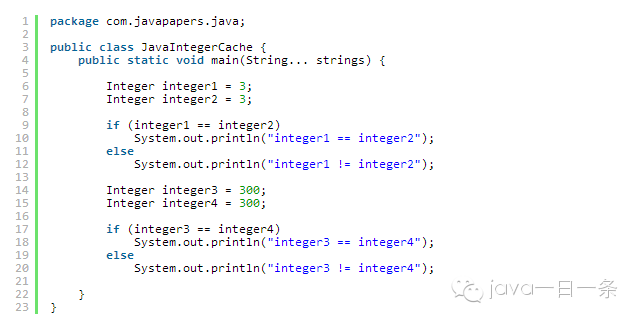 1 package com.javapapers.java;
2
3 public class JavaIntegerCache {
4     public static void main(String... strings) {
5
6         Integer integer1 = 3;
7         Integer integer2 = 3;
8
9         if (integer1 == integer2)
10             System.out.println("integer1 == integer2");
11         else
12             System.out.println("integer1 != integer2");
13
14         Integer integer3 = 300;
15         Integer integer4 = 300;
16
17         if (integer3 == integer4)
18             System.out.println("integer3 == integer4");
19         else
20             System.out.println("integer3 != integer4");
21
22     }
23 }
java一日一条